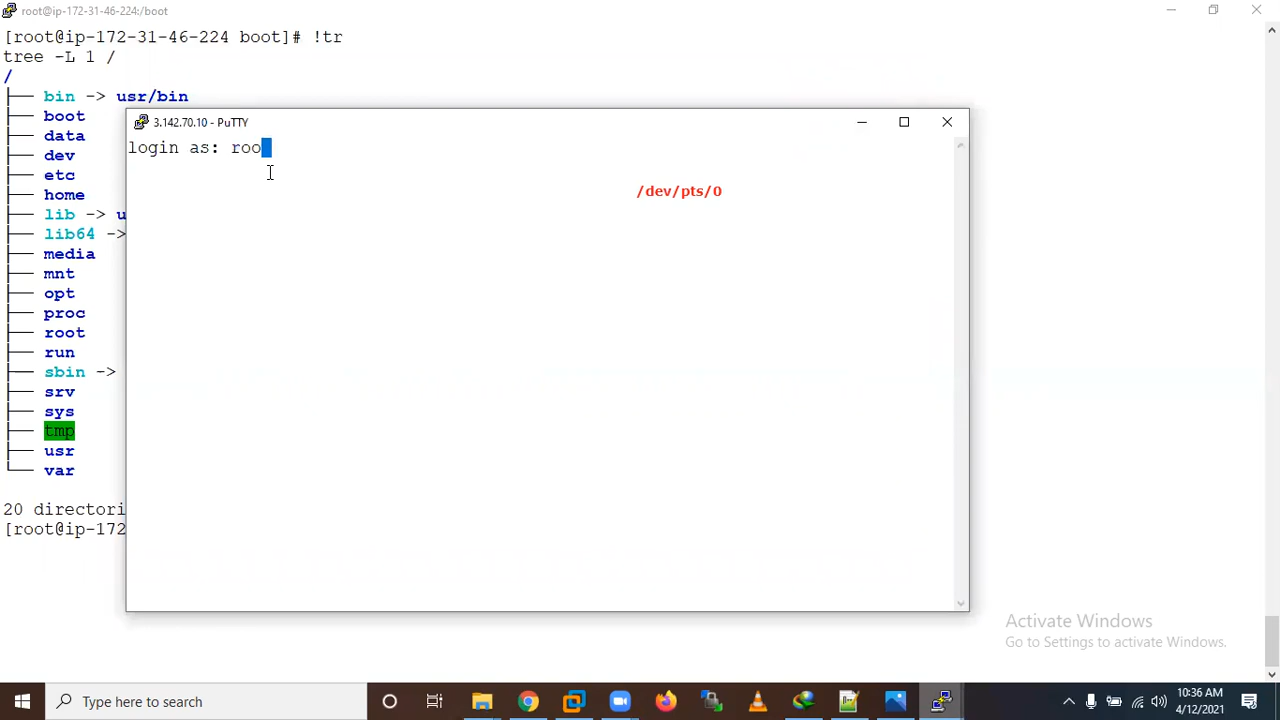 root@ip-172-31-46-224:/boot
[root@ip-172-31-46-224 boot]# !tr
tree -L 1 /
/
├── bin -> usr/bin
├── boot
├── data
├── dev
├── etc
├── home
├── lib -> u
├── lib64 ->
├── media
├── mnt
├── opt
├── proc
├── root
├── run
├── sbin ->
├── srv
├── sys
├── tmp
├── usr
└── var
20 directori
[root@ip-172
3.142.70.10 - PuTTY
login as: roo
/dev/pts/0
Activate Windows
Go to Settings to activate Windows.
Type here to search
10:36 AM
4/12/2021